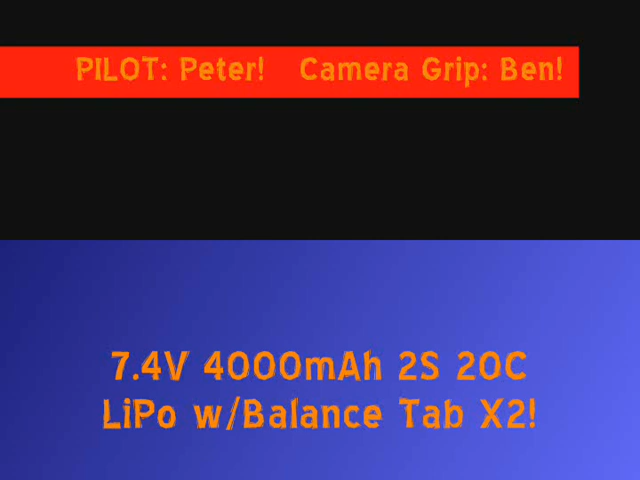 PILOT: Peter! Camera Grip: Ben!
7.4V 4000mAh 2S 20C
LiPo w/Balance Tab X2!